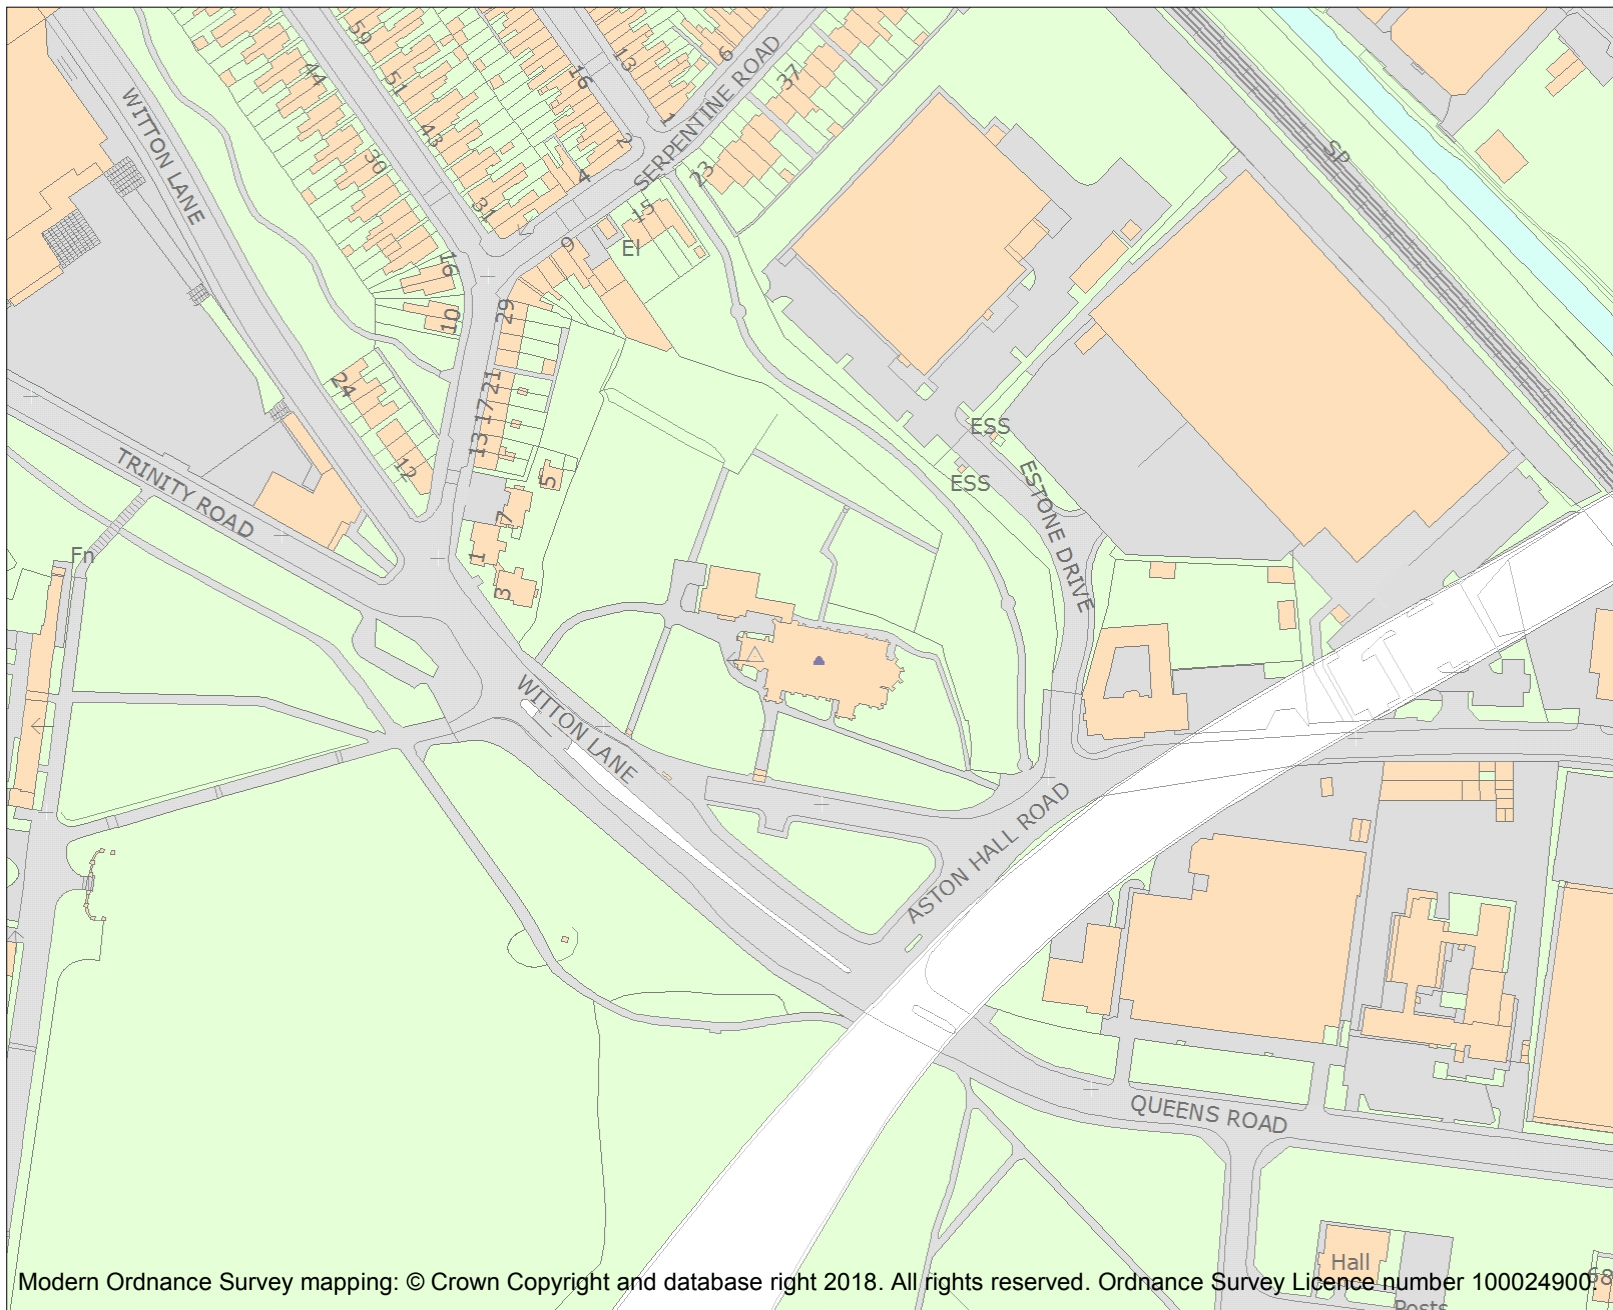 59
13
6
SERPENTINE ROAD
44
51
16
37
WITTON LANE
1
43
2
SP
30
4
23
31
15
9
El
16
10
29
24
21
17
13
12
ESS
ESS
5
TRINITY ROAD
7
ESTONE DRIVE
Fn
1
3
WITTON LANE
ASTON HALL ROAD
QUEENS ROAD
Hall
68
Modern Ordnance Survey mapping: © Crown Copyright and database right 2018. All rights reserved. Ordnance Survey Licence number 100024900.
Posts